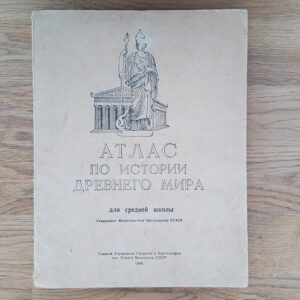 АТЛАС
ПО ИСТОРИИ
ДРЕВНЕГО МИРА
для средней школы
Утверждено Министерством Просвещения РСФСР
Главное Управление Геодезии и Картографии
при Совете Министров СССР